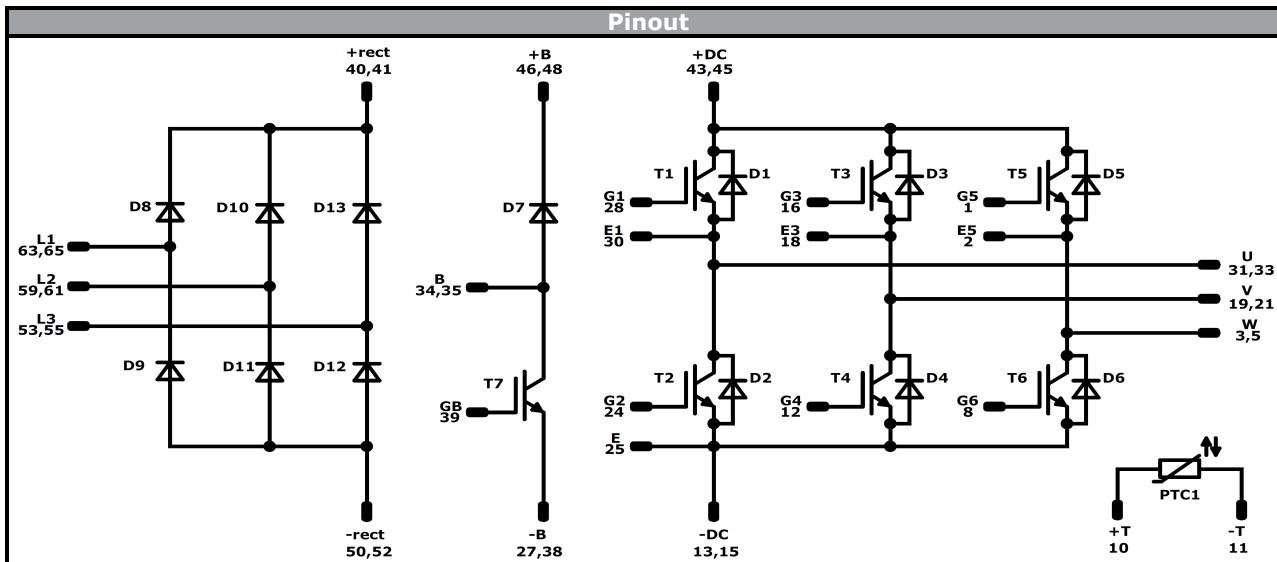 Pinout
+rect
40,41
+B
46,48
+DC
43,45
D8
D10
D13
D7
T1
D1
T3
D3
T5
D5
G1
28
G3
16
G5
1
E1
30
E3
18
E5
2
L1
63,65
L2
59,61
L3
53,55
B
34,35
U
31,33
V
19,21
W
3,5
D9
D11
D12
T7
GB
39
T2
D2
T4
D4
T6
D6
G2
24
G4
12
G6
8
E
25
PTC1
-rect
50,52
-B
27,38
-DC
13,15
+T
10
-T
11